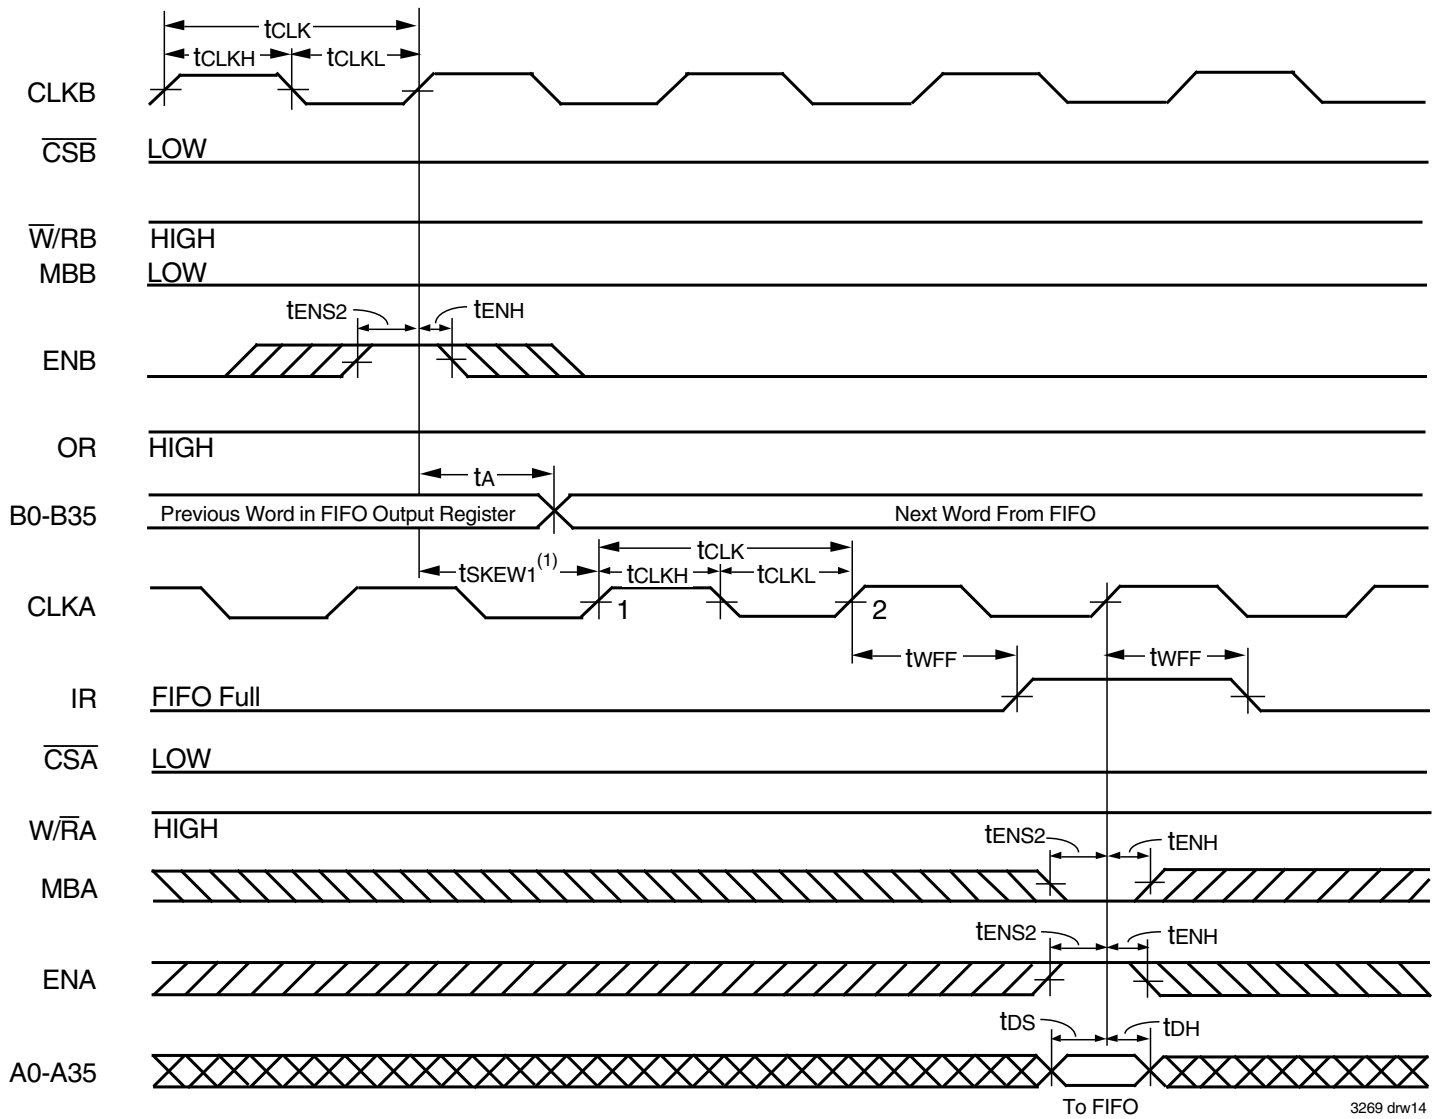 tCLK
tCLKH
tCLKL
CLKB
CSB
LOW
W/RB
HIGH
MBB
LOW
tENS2
tENH
ENB
OR
HIGH
tA
B0-B35
Previous Word in FIFO Output Register
Next Word From FIFO
tCLK
tSKEW1(1)
tCLKH
tCLKL
CLKA
1
2
tWFF
tWFF
IR
FIFO Full
CSA
LOW
W/RA
HIGH
tENS2
tENH
MBA
tENS2
tENH
ENA
tDS
tDH
A0-A35
To FIFO
3269 drw14